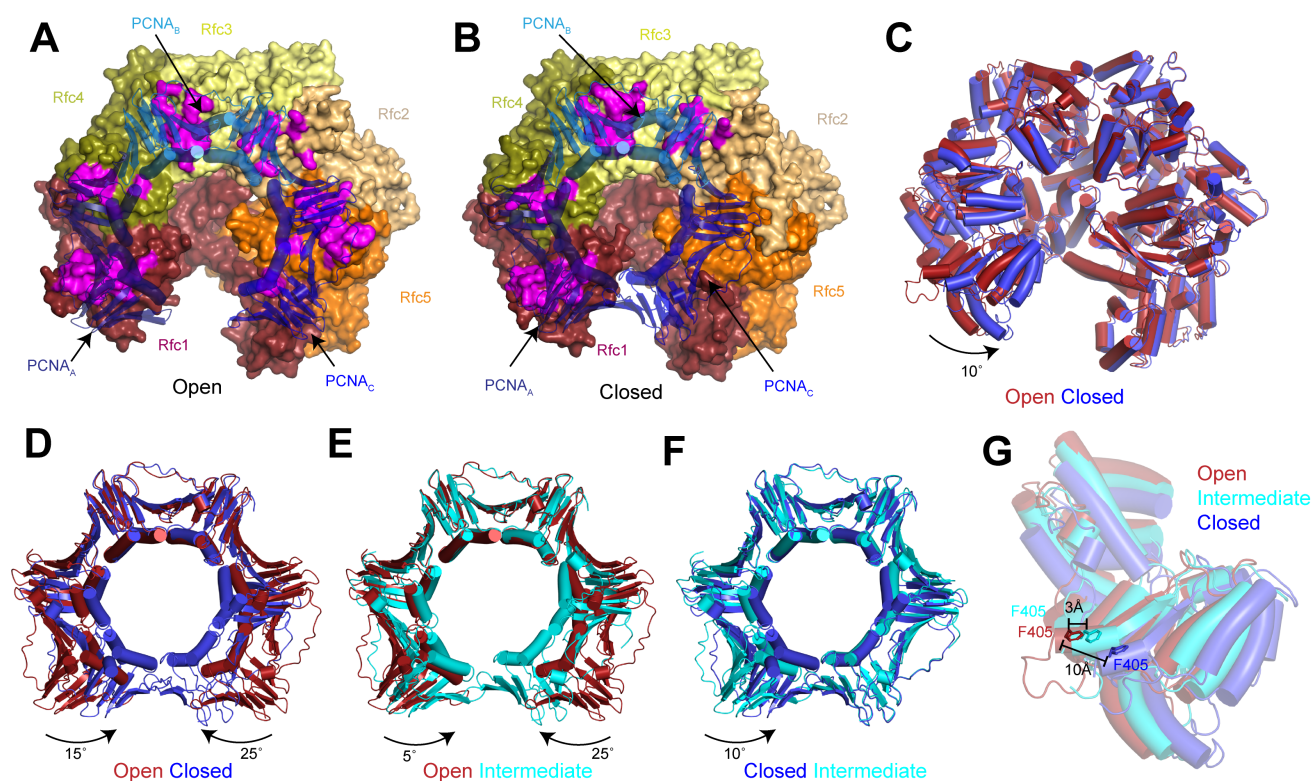 A
PCNA_B
Rfc3
Rfc4
Rfc2
Rfc5
PCNA_A
Rfc1
PCNA_C
Open
B
PCNA_B
Rfc3
Rfc4
Rfc2
Rfc5
Rfc1
PCNA_A
PCNA_C
Closed
C
10°
Open Closed
D
15°
25°
Open Closed
E
5°
25°
Open Intermediate
F
10°
Closed Intermediate
G
Open
Intermediate
Closed
F405
3Å
F405
F405
10Å